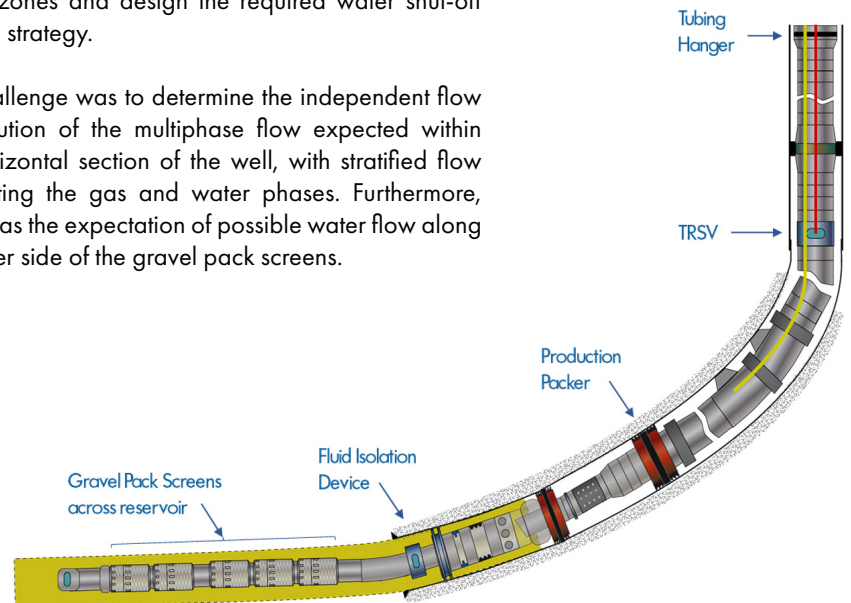 zones and design the required water shut-off
strategy.
allenge was to determine the independent flow
ution of the multiphase flow expected within
izontal section of the well, with stratified flow
ting the gas and water phases. Furthermore,
as the expectation of possible water flow along
er side of the gravel pack screens.
Tubing
Hanger
TRSV
Production
Packer
Fluid Isolation
Device
Gravel Pack Screens
across reservoir